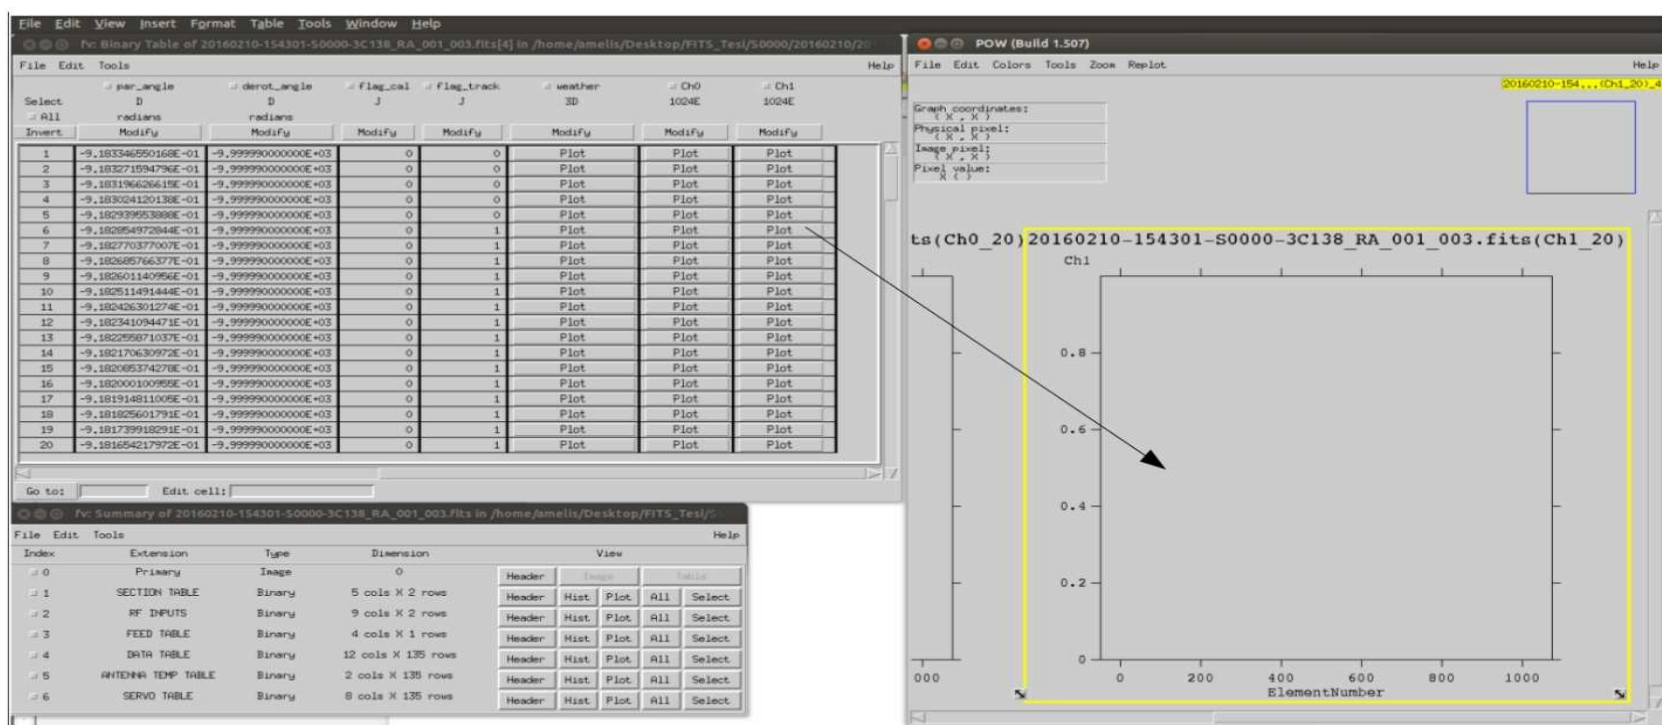 File Edit View Insert Format Table Tools Window Help
fv: Binary Table of 20160210-154301-S0000-3C138_RA_001_003.fits[4] in /home/amelis/Desktop/FITS_Tesi/S0000/20160210/20
File Edit Tools Help
par_angle derot_angle flag_cal flag_track weather Ch0 Ch1
Select D D J J 3D 1024E 1024E
All radians radians
Invert Modify Modify Modify Modify Modify Modify Modify
1 -9.183346550168E-01 -9.999990000000E+03 0 0 Plot Plot Plot
2 -9.183271594796E-01 -9.999990000000E+03 0 0 Plot Plot Plot
3 -9.183196626615E-01 -9.999990000000E+03 0 0 Plot Plot Plot
4 -9.183024120138E-01 -9.999990000000E+03 0 0 Plot Plot Plot
5 -9.182939553888E-01 -9.999990000000E+03 0 0 Plot Plot Plot
6 -9.182854972844E-01 -9.999990000000E+03 0 1 Plot Plot Plot
7 -9.182770377007E-01 -9.999990000000E+03 0 1 Plot Plot Plot
8 -9.182685766377E-01 -9.999990000000E+03 0 1 Plot Plot Plot
9 -9.182601140956E-01 -9.999990000000E+03 0 1 Plot Plot Plot
10 -9.182511491444E-01 -9.999990000000E+03 0 1 Plot Plot Plot
11 -9.182426301274E-01 -9.999990000000E+03 0 1 Plot Plot Plot
12 -9.182341094471E-01 -9.999990000000E+03 0 1 Plot Plot Plot
13 -9.182255871037E-01 -9.999990000000E+03 0 1 Plot Plot Plot
14 -9.182170630972E-01 -9.999990000000E+03 0 1 Plot Plot Plot
15 -9.182085374278E-01 -9.999990000000E+03 0 1 Plot Plot Plot
16 -9.182000100955E-01 -9.999990000000E+03 0 1 Plot Plot Plot
17 -9.181914811005E-01 -9.999990000000E+03 0 1 Plot Plot Plot
18 -9.181825601791E-01 -9.999990000000E+03 0 1 Plot Plot Plot
19 -9.181739918291E-01 -9.999990000000E+03 0 1 Plot Plot Plot
20 -9.181654217972E-01 -9.999990000000E+03 0 1 Plot Plot Plot
Go to: Edit cell:
fv: Summary of 20160210-154301-S0000-3C138_RA_001_003.fits in /home/amelis/Desktop/FITS_Tesi/S
File Edit Tools Help
Index Extension Type Dimension View
0 Primary Image 0 Header Image Table
1 SECTION TABLE Binary 5 cols X 2 rows Header Hist Plot All Select
2 RF INPUTS Binary 9 cols X 2 rows Header Hist Plot All Select
3 FEED TABLE Binary 4 cols X 1 rows Header Hist Plot All Select
4 DATA TABLE Binary 12 cols X 135 rows Header Hist Plot All Select
5 ANTENNA TEMP TABLE Binary 2 cols X 135 rows Header Hist Plot All Select
6 SERVO TABLE Binary 8 cols X 135 rows Header Hist Plot All Select
POW (Build 1.507)
File Edit Colors Tools Zoom Replot Help
20160210-154...(Ch1_20)_4
Graph coordinates:
( X , X )
Physical pixel:
( X , X )
Image pixel:
( X , X )
Pixel value:
X ( )
ts(Ch0_20) 20160210-154301-S0000-3C138_RA_001_003.fits(Ch1_20)
Ch1
0.8
0.6
0.4
0.2
0
000 0 200 400 600 800 1000
ElementNumber